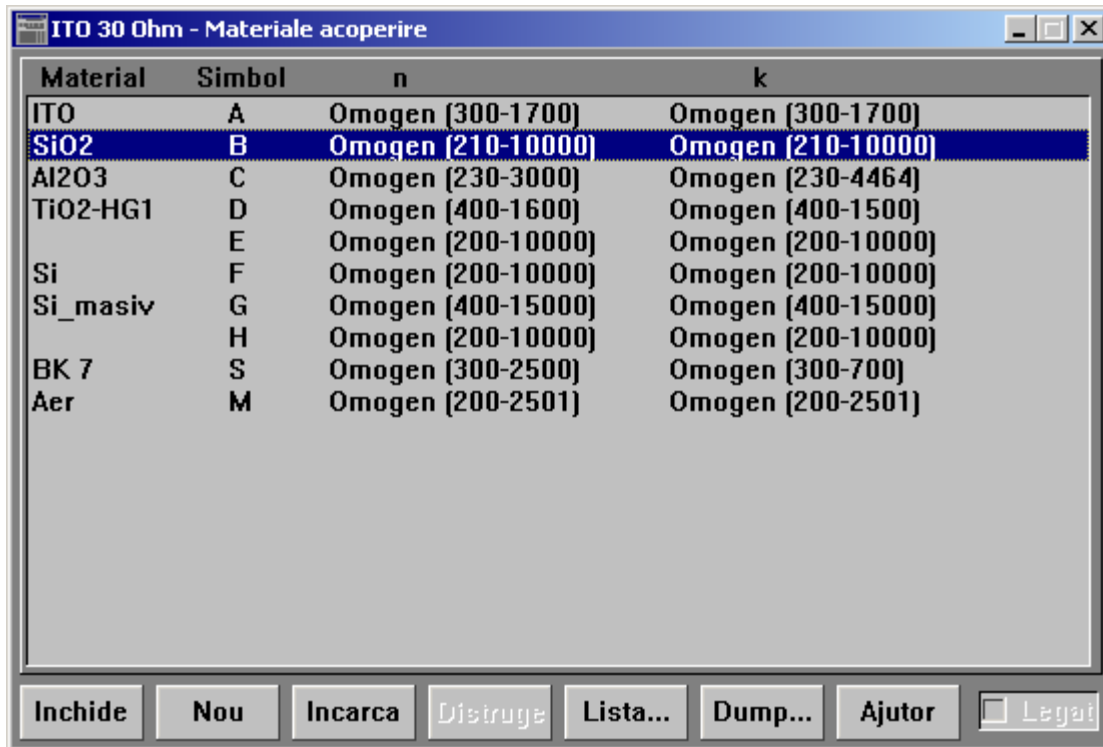 ITO 30 Ohm - Materiale acoperire
Material Simbol n k
ITO A Omogen (300-1700) Omogen (300-1700)
SiO2 B Omogen (210-10000) Omogen (210-10000)
Al2O3 C Omogen (230-3000) Omogen (230-4464)
TiO2-HG1 D Omogen (400-1600) Omogen (400-1500)
E Omogen (200-10000) Omogen (200-10000)
Si F Omogen (200-10000) Omogen (200-10000)
Si_masiv G Omogen (400-15000) Omogen (400-15000)
H Omogen (200-10000) Omogen (200-10000)
BK 7 S Omogen (300-2500) Omogen (300-700)
Aer M Omogen (200-2501) Omogen (200-2501)
Inchide Nou Incarca Distruge Lista... Dump... Ajutor Legat